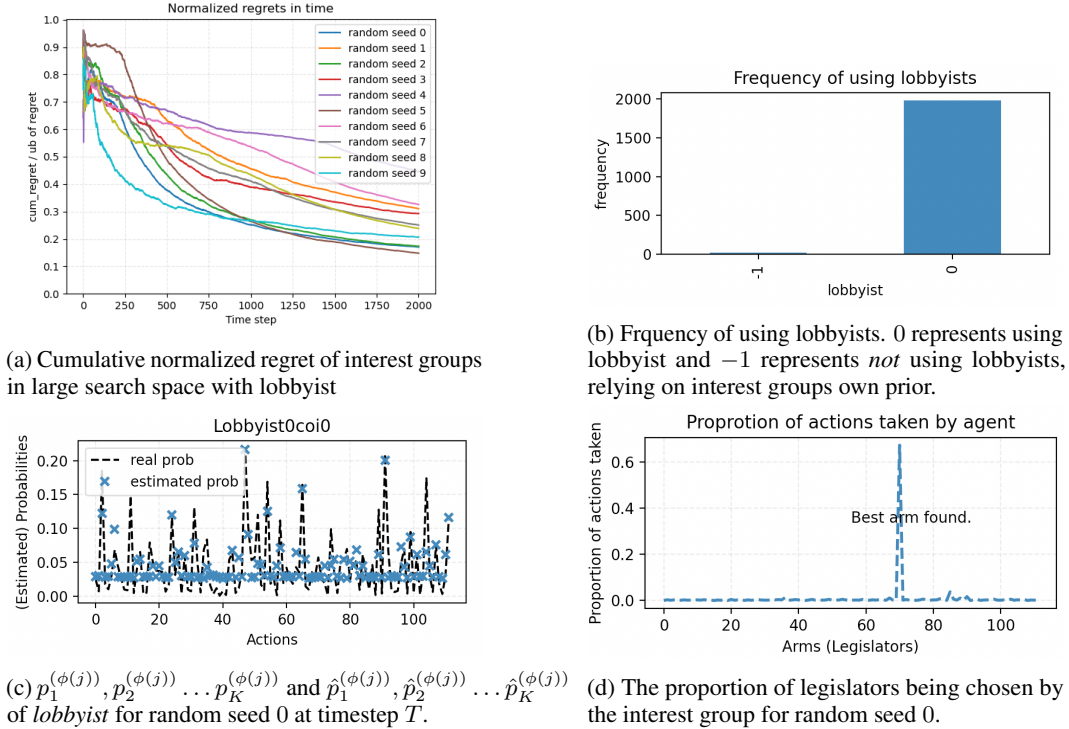 Normalized regrets in time
cum_regret / ub of regret
1.0
0.9
0.8
0.7
0.6
0.5
0.4
0.3
0.2
0.1
0.0
random seed 0
random seed 1
random seed 2
random seed 3
random seed 4
random seed 5
random seed 6
random seed 7
random seed 8
random seed 9
0 250 500 750 1000 1250 1500 1750 2000
Time step
(a) Cumulative normalized regret of interest groups
in large search space with lobbyist
Frequency of using lobbyists
frequency
2000
1500
1000
500
0
-1 0
lobbyist
(b) Frquency of using lobbyists. 0 represents using
lobbyist and −1 represents not using lobbyists,
relying on interest groups own prior.
Lobbyist0coi0
(Estimated) Probabilities
0.20
0.15
0.10
0.05
0.00
real prob
estimated prob
0 20 40 60 80 100
Actions
(c) p₁^(φ(j)), p₂^(φ(j)) … p_K^(φ(j)) and p̂₁^(φ(j)), p̂₂^(φ(j)) … p̂_K^(φ(j))
of lobbyist for random seed 0 at timestep T.
Proprotion of actions taken by agent
Proportion of actions taken
0.6
0.4
0.2
0.0
Best arm found.
0 20 40 60 80 100
Arms (Legislators)
(d) The proportion of legislators being chosen by
the interest group for random seed 0.